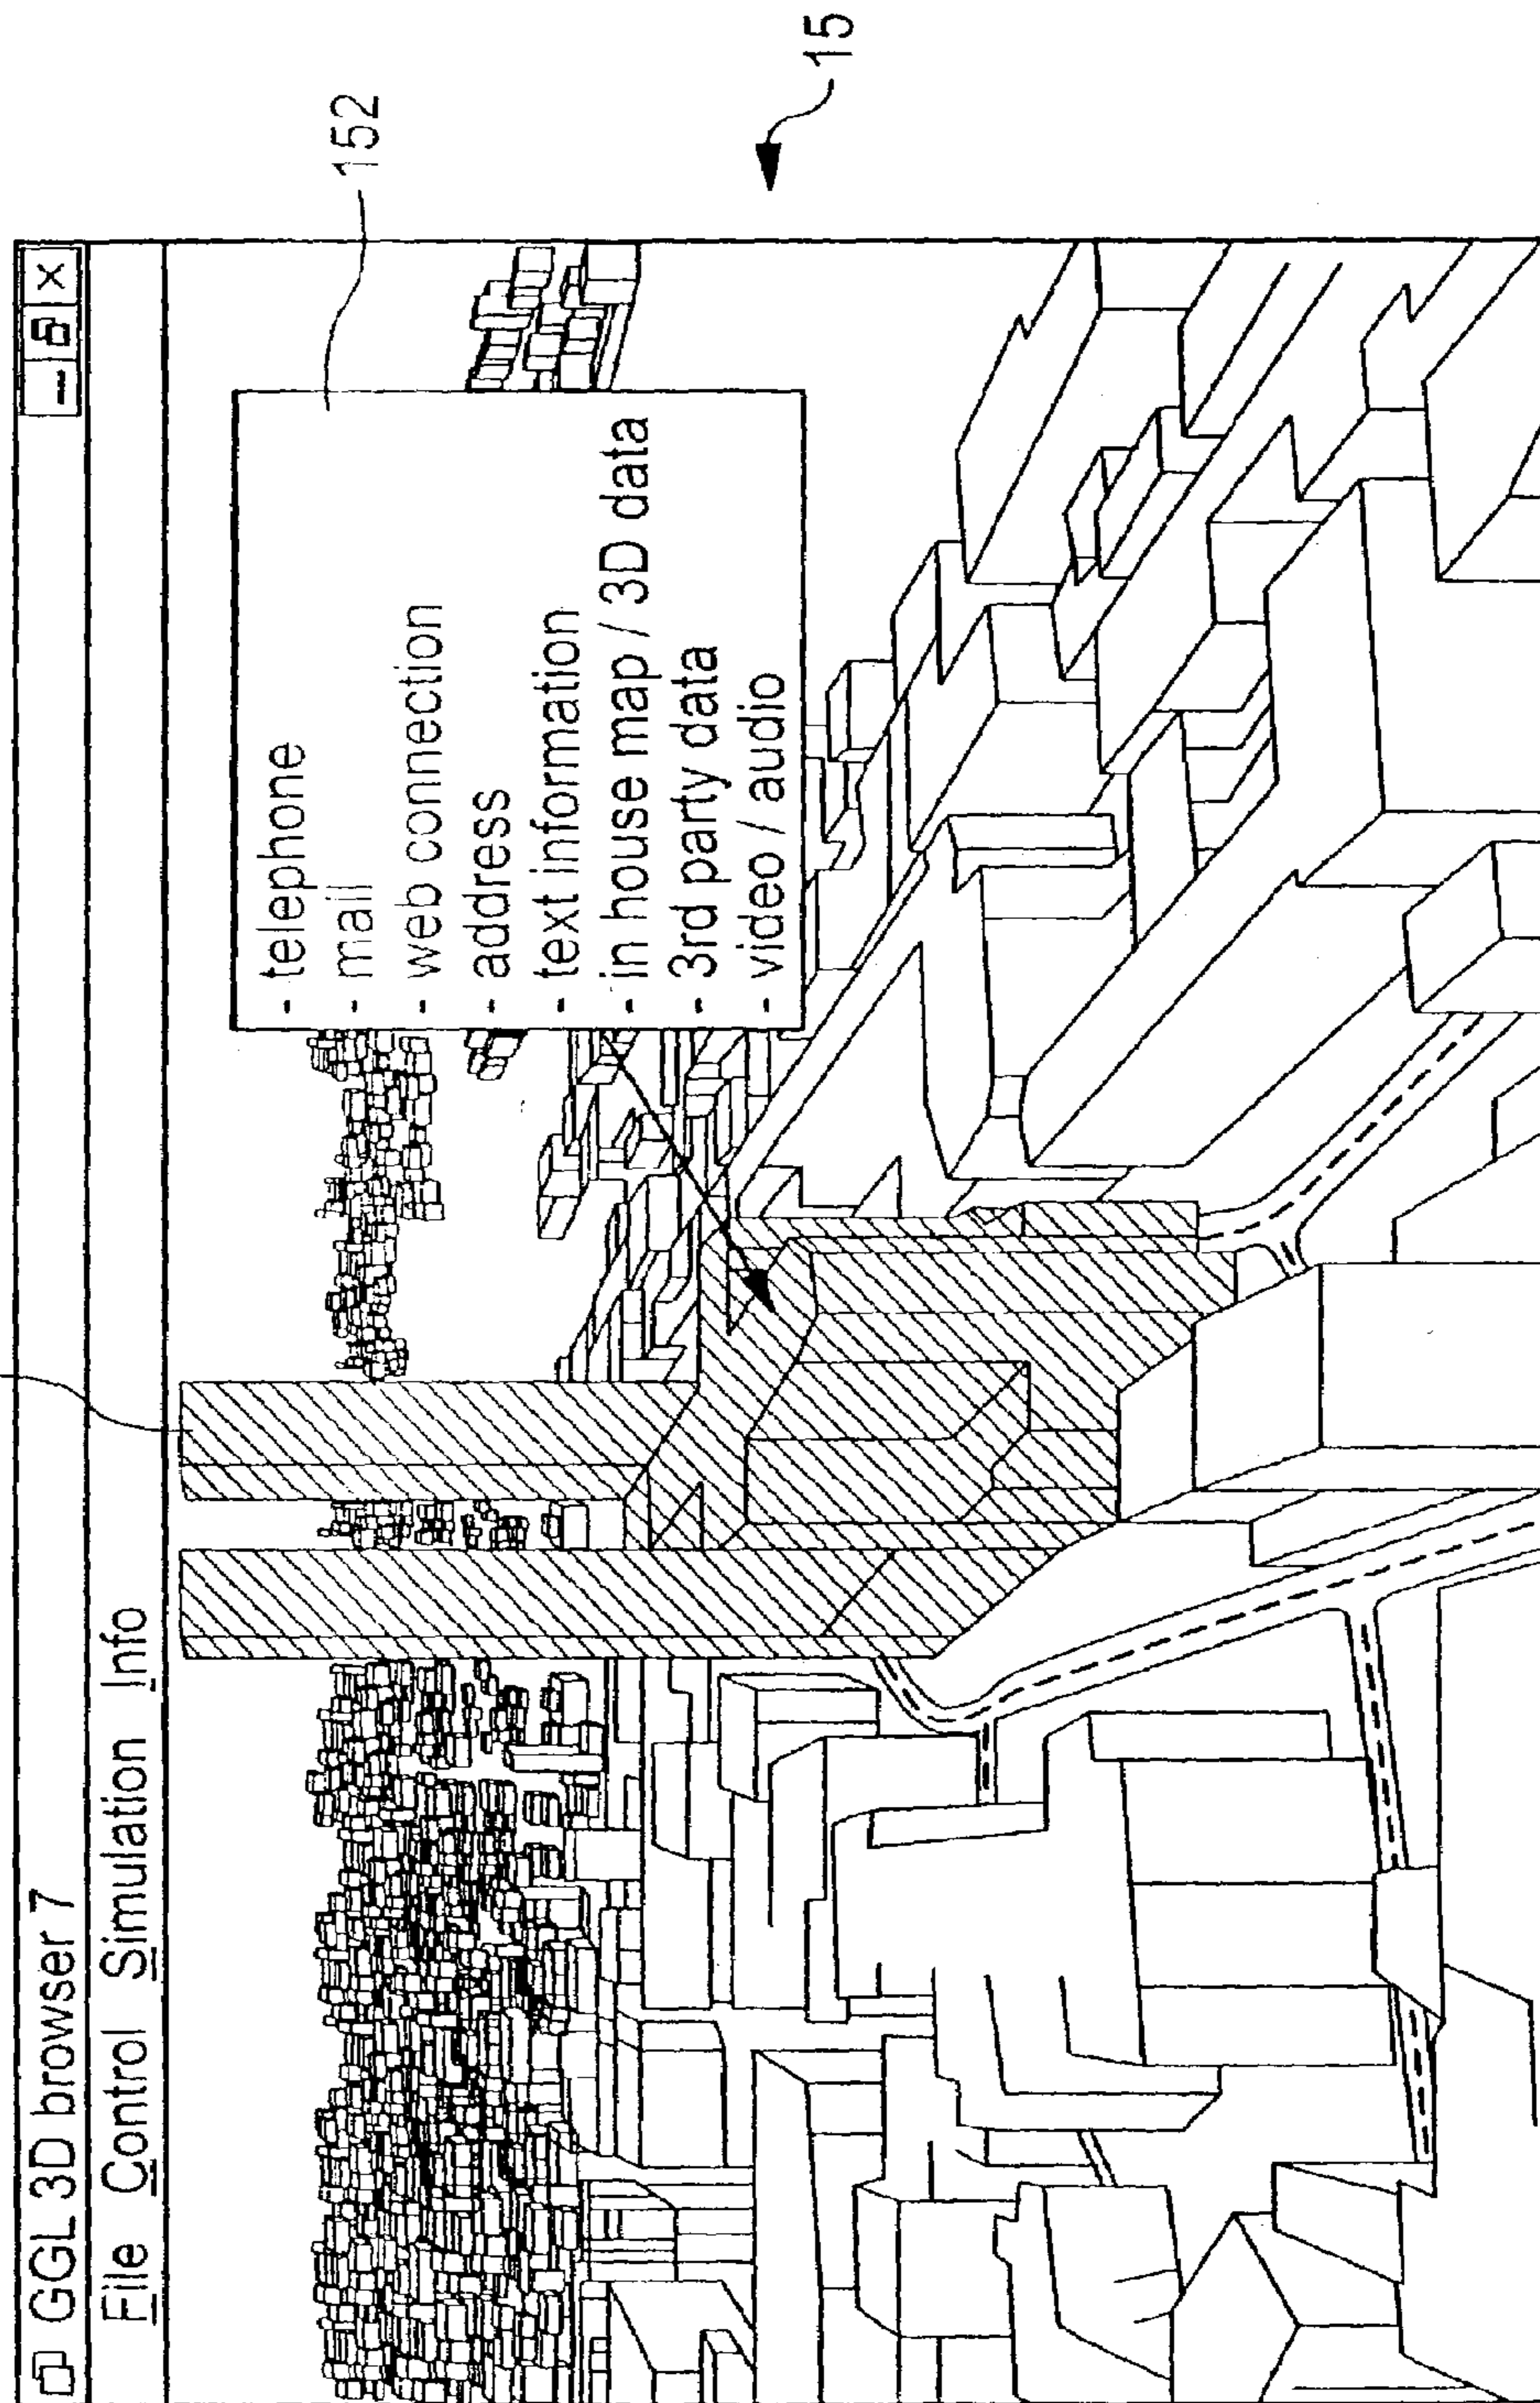 GGL 3D browser 7
File Control Simulation Info
152
- telephone
- mail
- web connection
- address
- text information
- in house map / 3D data
- 3rd party data
- video / audio
15